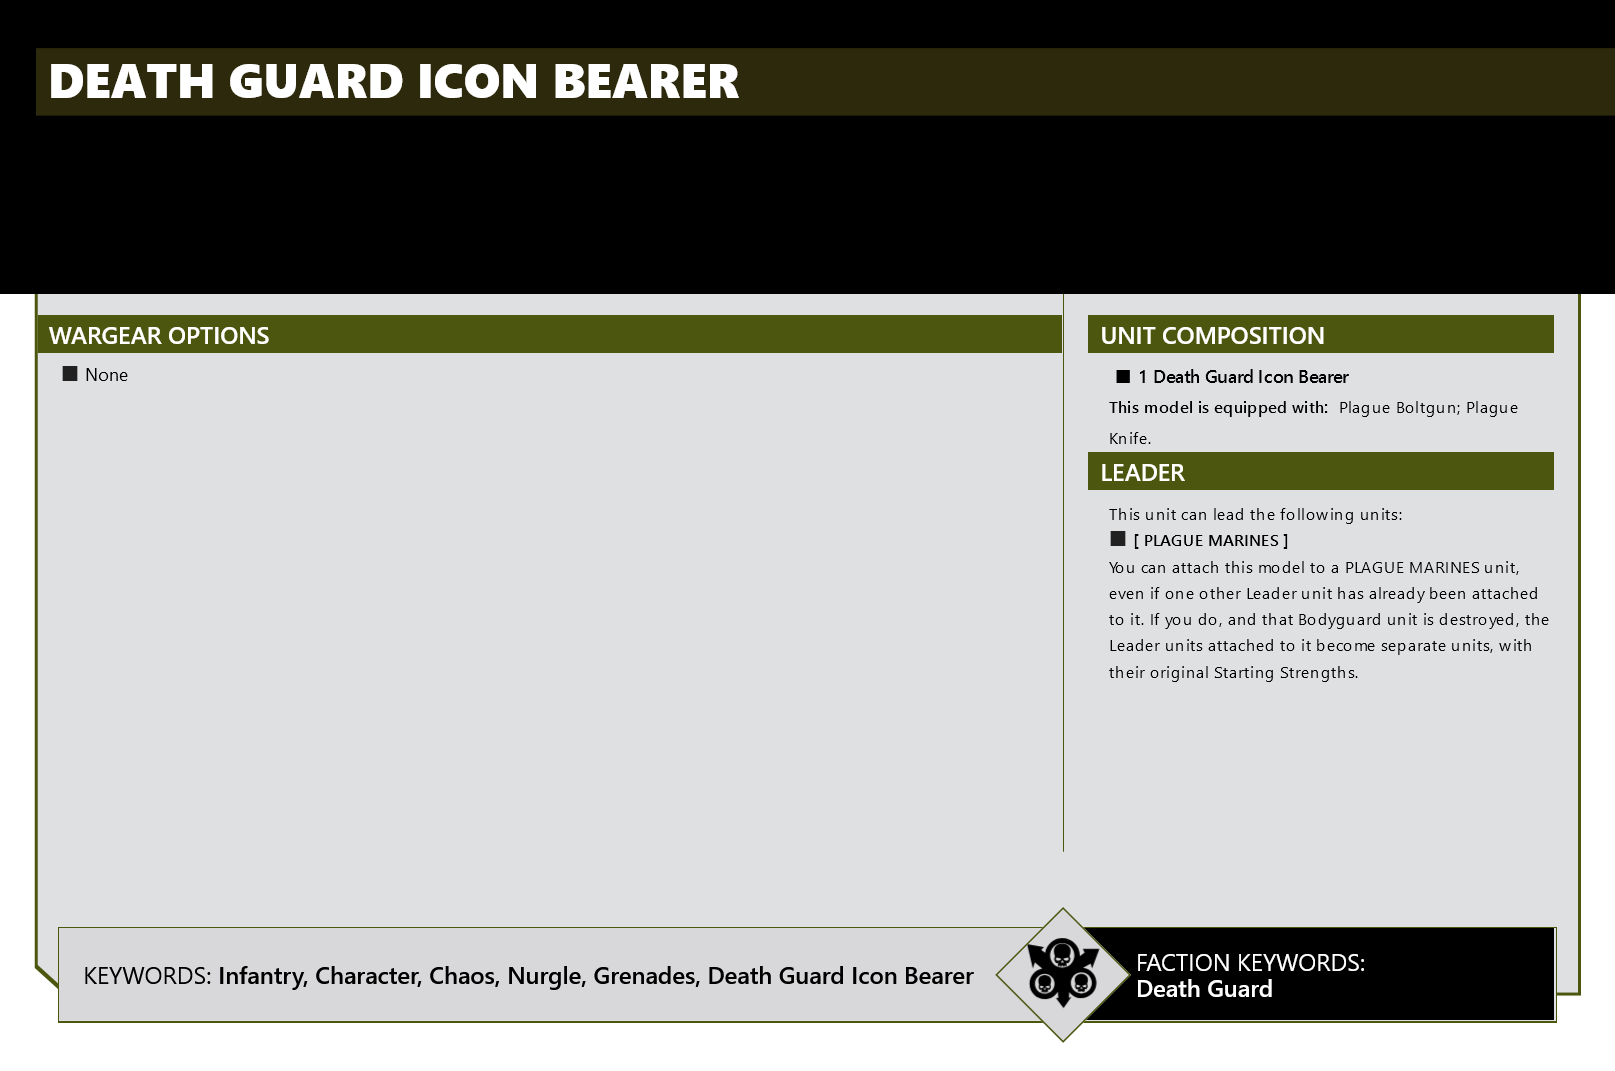 DEATH GUARD ICON BEARER
WARGEAR OPTIONS
■ None
UNIT COMPOSITION
■ 1 Death Guard Icon Bearer
This model is equipped with: Plague Boltgun; Plague
Knife.
LEADER
This unit can lead the following units:
■ [ PLAGUE MARINES ]
You can attach this model to a PLAGUE MARINES unit,
even if one other Leader unit has already been attached
to it. If you do, and that Bodyguard unit is destroyed, the
Leader units attached to it become separate units, with
their original Starting Strengths.
KEYWORDS: Infantry, Character, Chaos, Nurgle, Grenades, Death Guard Icon Bearer
FACTION KEYWORDS:
Death Guard